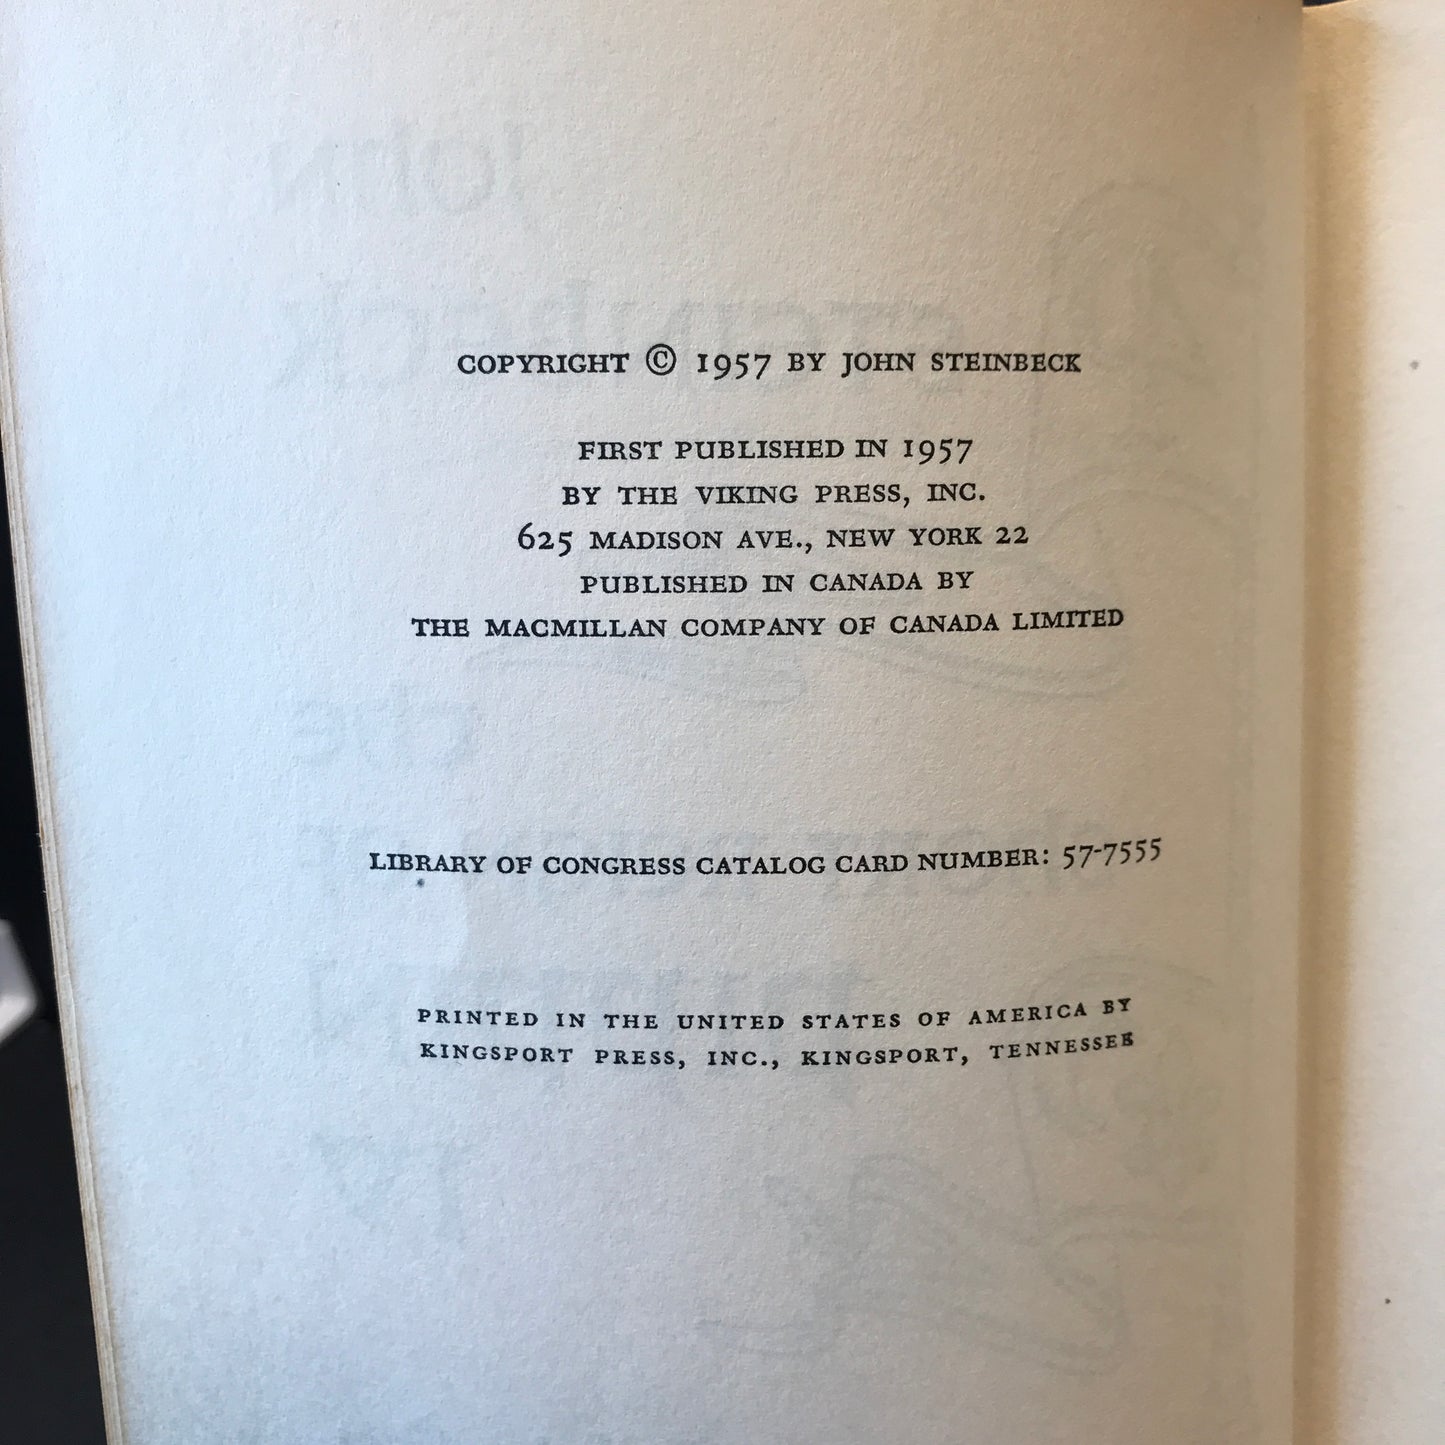 COPYRIGHT © 1957 BY JOHN STEINBECK
FIRST PUBLISHED IN 1957
BY THE VIKING PRESS, INC.
625 MADISON AVE., NEW YORK 22
PUBLISHED IN CANADA BY
THE MACMILLAN COMPANY OF CANADA LIMITED
LIBRARY OF CONGRESS CATALOG CARD NUMBER: 57-7555
PRINTED IN THE UNITED STATES OF AMERICA BY
KINGSPORT PRESS, INC., KINGSPORT, TENNESSEE